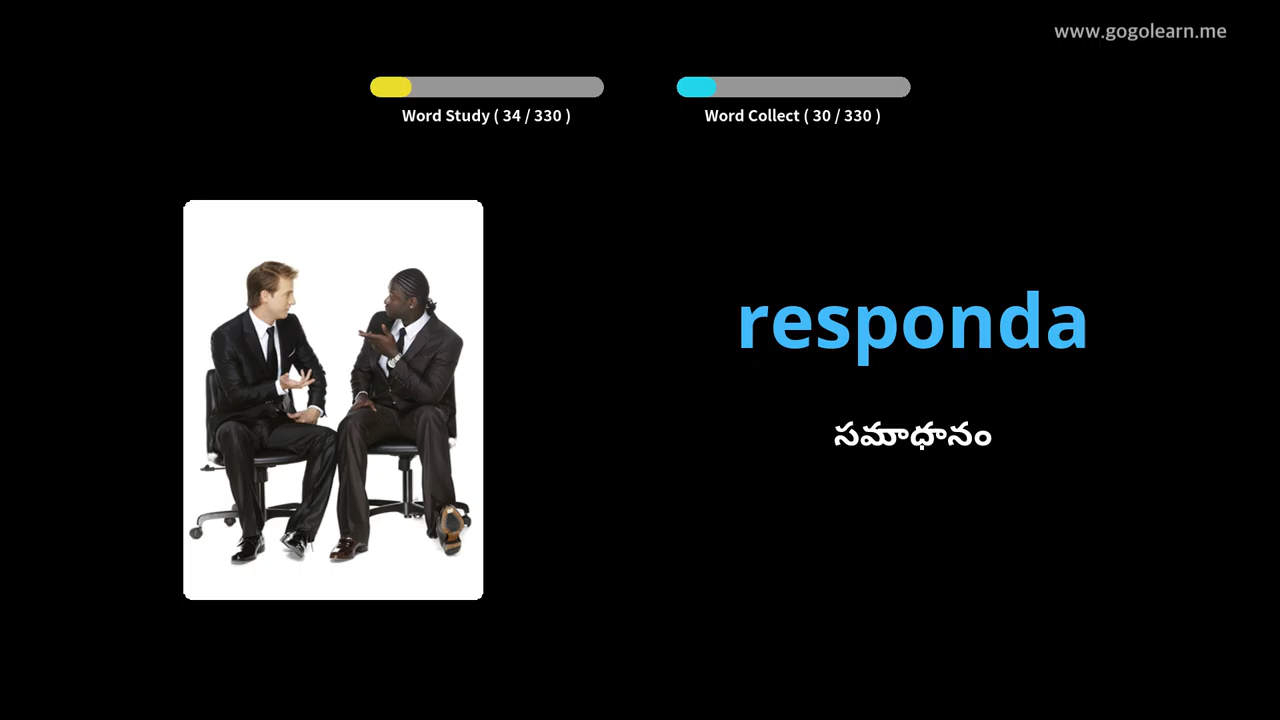 www.gogolearn.me
Word Study ( 34 / 330 )
Word Collect ( 30 / 330 )
responda
సమాధానం